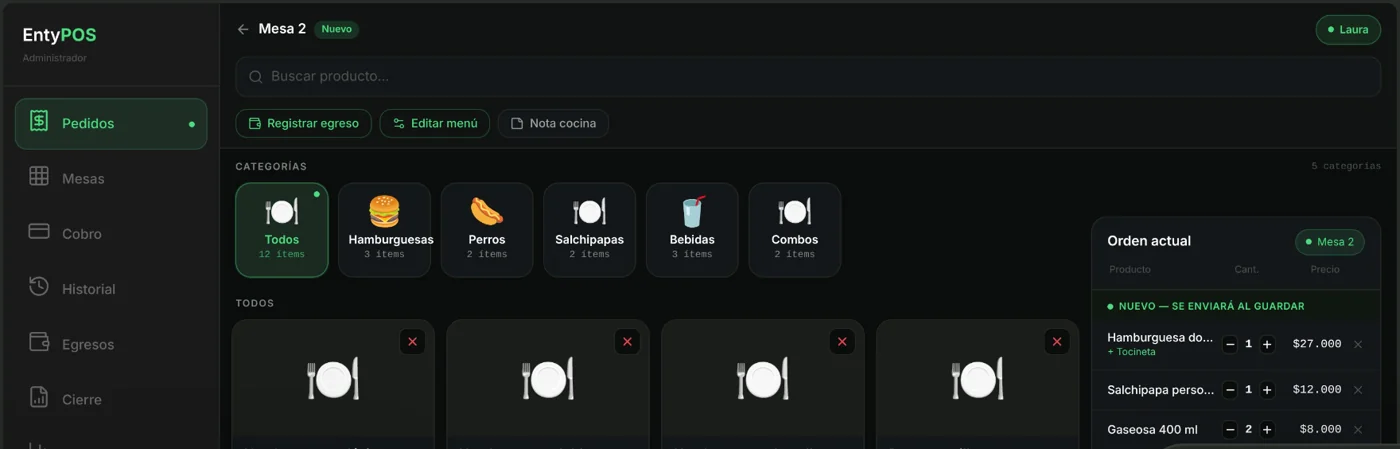 EntyPOS
Administrador
Pedidos
Mesas
Cobro
Historial
Egresos
Cierre
Mesa 2 Nuevo
Laura
Buscar producto...
Registrar egreso Editar menú Nota cocina
CATEGORÍAS 5 categorías
Todos
12 items
Hamburguesas
3 items
Perros
2 items
Salchipapas
2 items
Bebidas
3 items
Combos
2 items
TODOS
Orden actual Mesa 2
Producto Cant. Precio
NUEVO — SE ENVIARÁ AL GUARDAR
Hamburguesa do... 1 $27.000
+ Tocineta
Salchipapa perso... 1 $12.000
Gaseosa 400 ml 2 $8.000